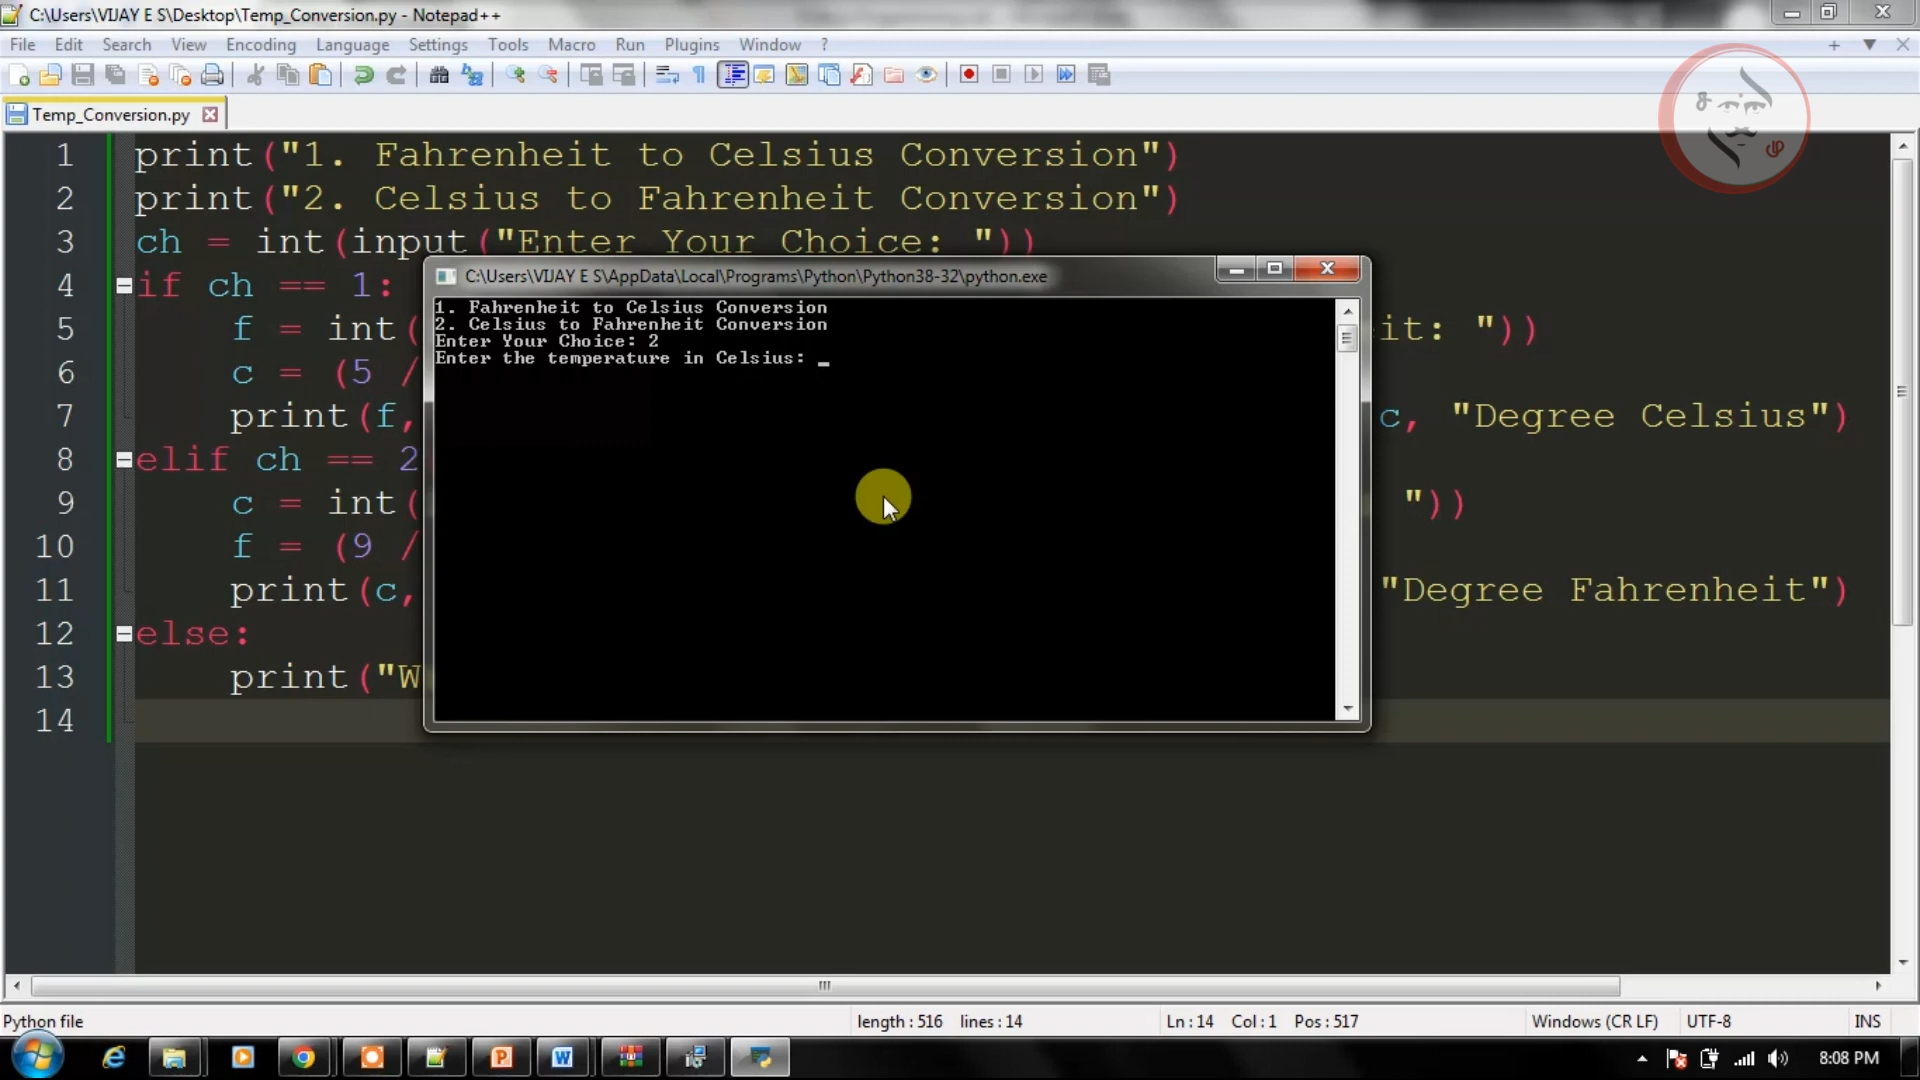 C:\Users\VIJAY E S\Desktop\Temp_Conversion.py - Notepad++
File Edit Search View Encoding Language Settings Tools Macro Run Plugins Window ?
Temp_Conversion.py
1 print("1. Fahrenheit to Celsius Conversion")
2 print("2. Celsius to Fahrenheit Conversion")
3 ch = int(input("Enter Your Choice: "))
4 if ch == 1:
5 f = int( it: "))
6 c = (5 /
7 print(f, c, "Degree Celsius")
8 elif ch == 2
9 c = int( "))
10 f = (9 /
11 print(c, "Degree Fahrenheit")
12 else:
13 print("W
14
C:\Users\VIJAY E S\AppData\Local\Programs\Python\Python38-32\python.exe
1. Fahrenheit to Celsius Conversion
2. Celsius to Fahrenheit Conversion
Enter Your Choice: 2
Enter the temperature in Celsius: _
Python file length : 516 lines : 14 Ln : 14 Col : 1 Pos : 517 Windows (CR LF) UTF-8 INS
8:08 PM